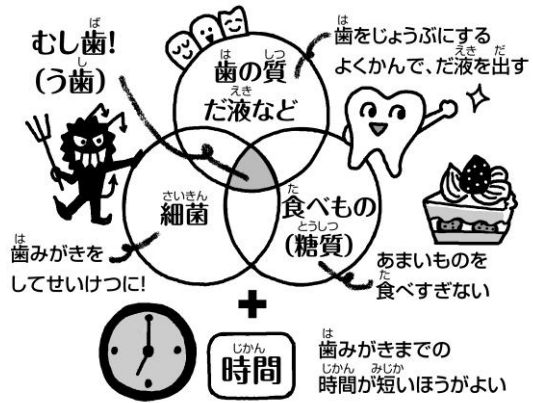 むし歯!
(う歯)
歯の質
だ液など
歯をじょうぶにする
よくかんで、だ液を出す
細菌
食べもの
(糖質)
歯みがきを
してせいけつに!
あまいものを
食べすぎない
+
時間
歯みがきまでの
時間が短いほうがよい